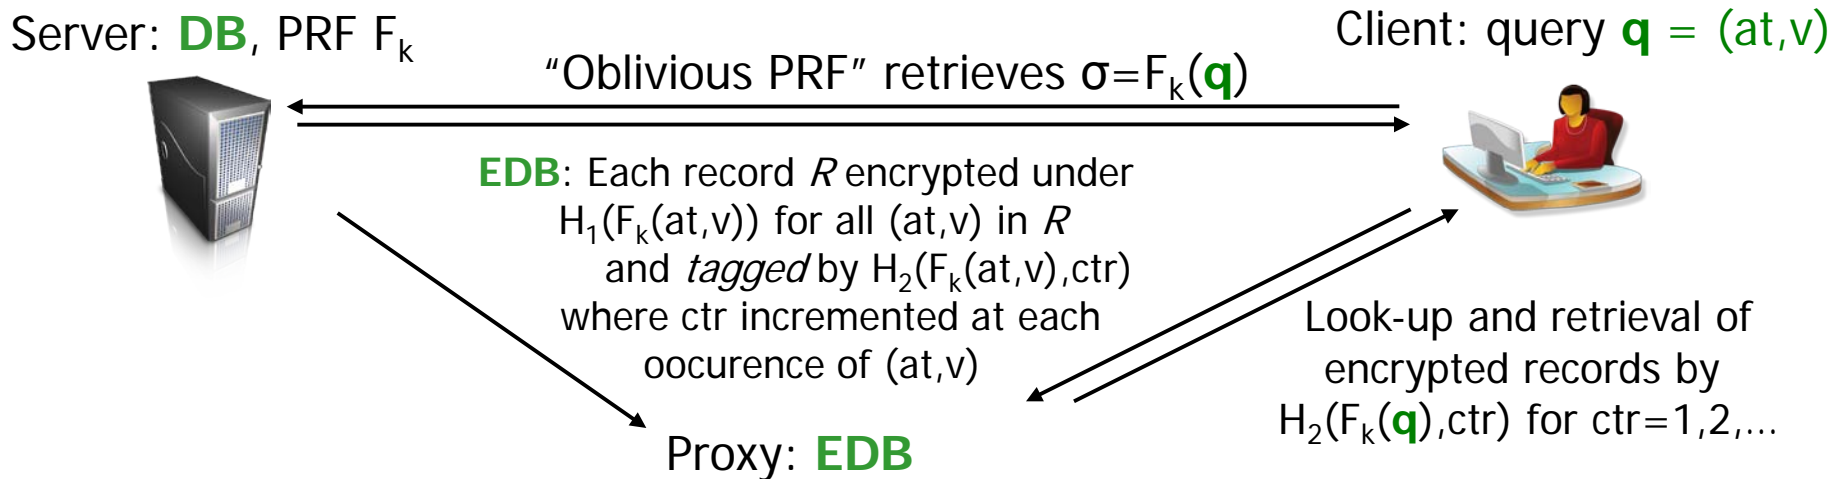 Server: DB, PRF Fk
Client: query q = (at,v)
“Oblivious PRF” retrieves σ=Fk(q)
EDB: Each record R encrypted under
H1(Fk(at,v)) for all (at,v) in R
and tagged by H2(Fk(at,v),ctr)
where ctr incremented at each
oocurence of (at,v)
Look-up and retrieval of
encrypted records by
H2(Fk(q),ctr) for ctr=1,2,…
Proxy: EDB